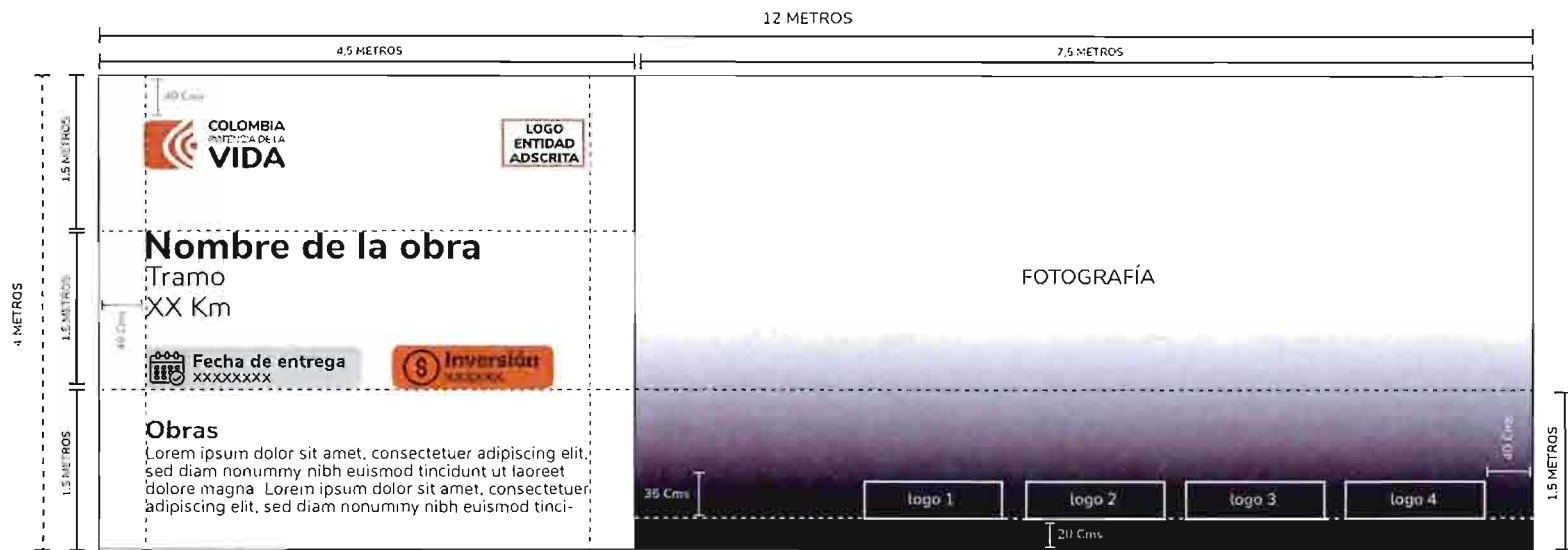 12 METROS
4,5 METROS
7,5 METROS
4 METROS
1.5 METROS
1.5 METROS
1.5 METROS
40 Cms
COLOMBIA
POTENCIA DE LA
VIDA
LOGO
ENTIDAD
ADSCRITA
Nombre de la obra
Tramo
XX Km
40 Cms
Fecha de entrega
XXXXXXXX
$ Inversión
XXXXXX
Obras
Lorem ipsum dolor sit amet, consectetuer adipiscing elit,
sed diam nonummy nibh euismod tincidunt ut laoreet
dolore magna Lorem ipsum dolor sit amet, consectetuer
adipiscing elit, sed diam nonummy nibh euismod tinci-
FOTOGRAFÍA
35 Cms
logo 1
logo 2
logo 3
logo 4
40 Cms
1.5 METROS
20 Cms